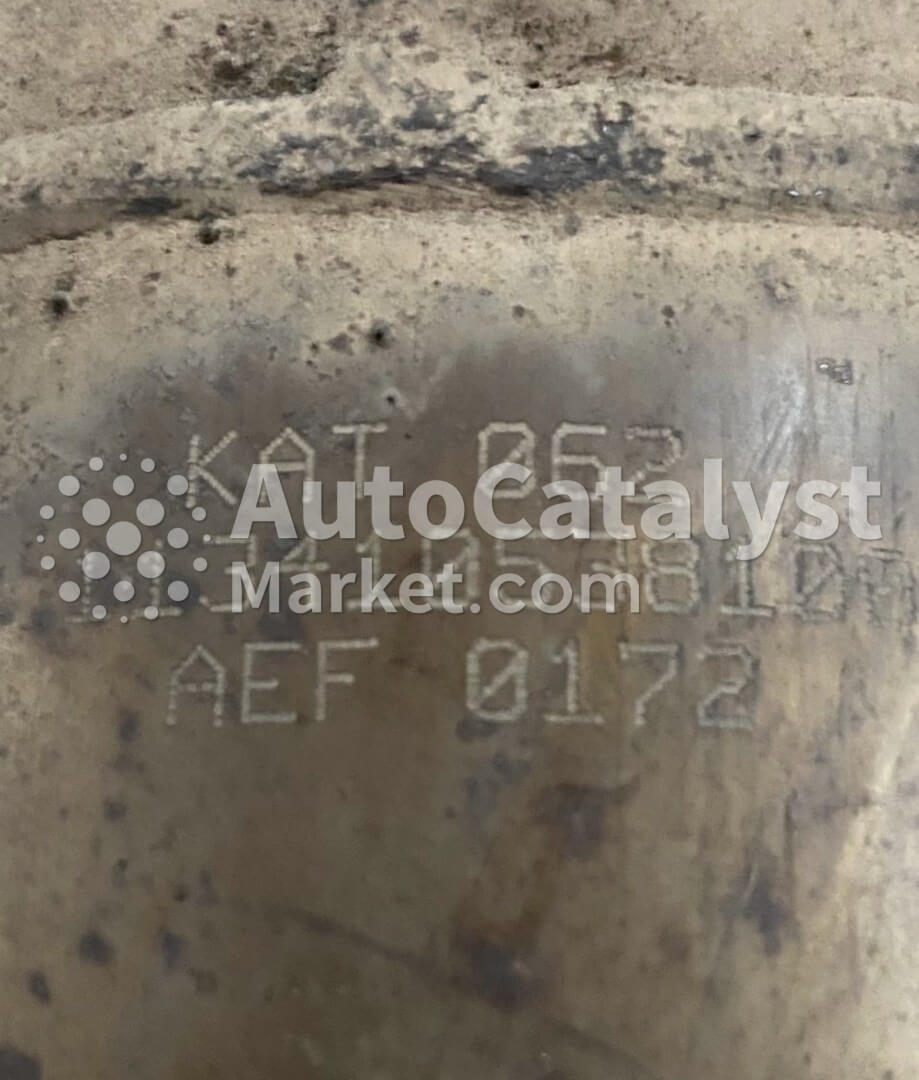 KAT 062
AutoCatalyst
Market.com
AEF 0172